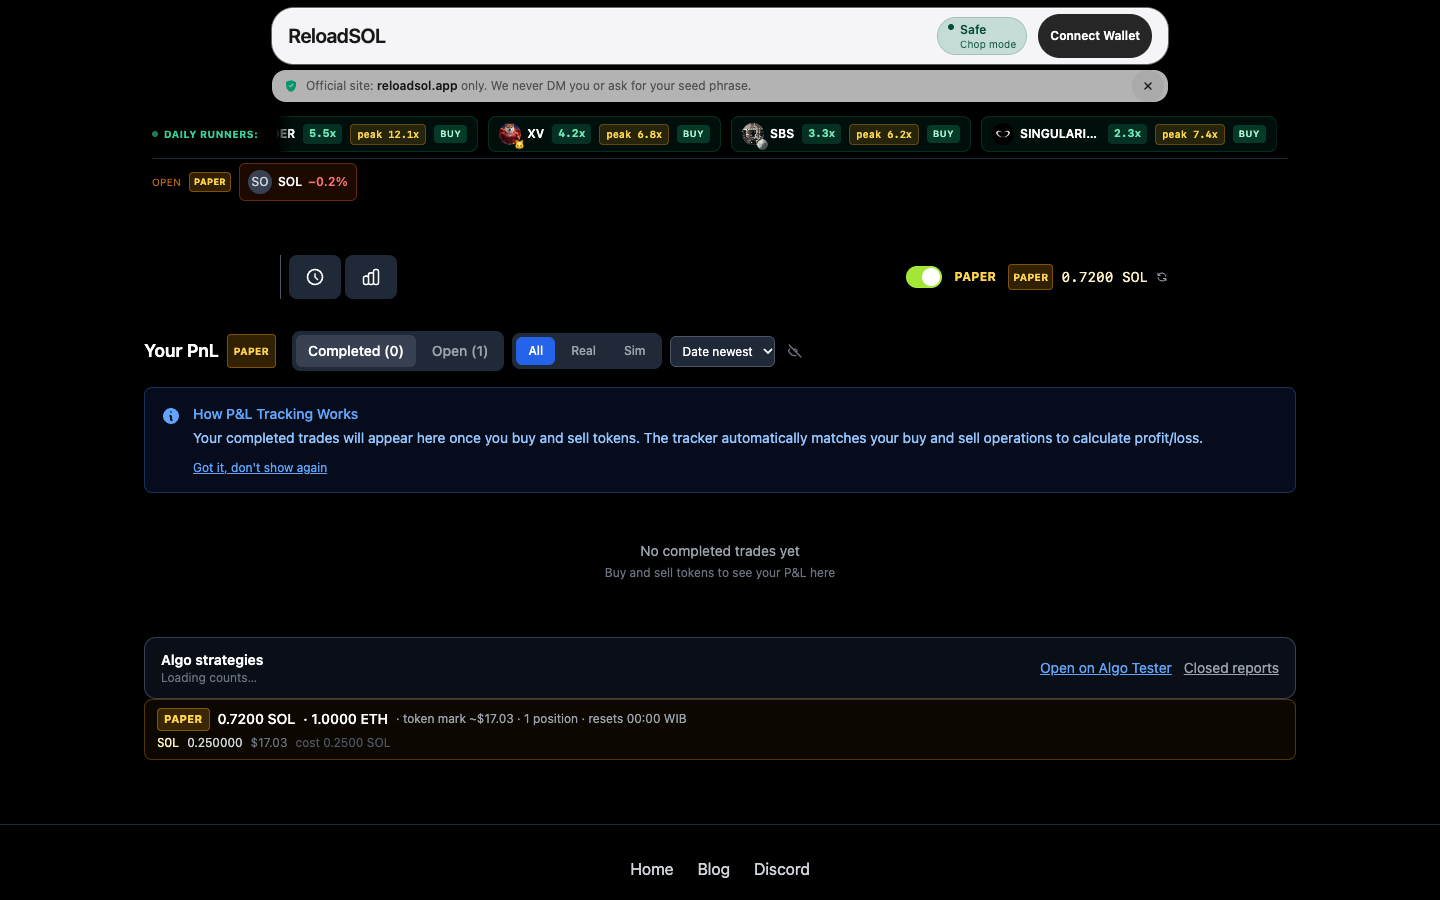 ReloadSOL
Safe
Chop mode
Connect Wallet
Official site: reloadsol.app only. We never DM you or ask for your seed phrase.
DAILY RUNNERS: ER 5.5x peak 12.1x BUY XV 4.2x peak 6.8x BUY SBS 3.3x peak 6.2x BUY SINGULARI... 2.3x peak 7.4x BUY
OPEN PAPER SO SOL −0.2%
PAPER PAPER 0.7200 SOL
Your PnL PAPER Completed (0) Open (1) All Real Sim Date newest
How P&L Tracking Works
Your completed trades will appear here once you buy and sell tokens. The tracker automatically matches your buy and sell operations to calculate profit/loss.
Got it, don't show again
No completed trades yet
Buy and sell tokens to see your P&L here
Algo strategies
Loading counts...
Open on Algo Tester Closed reports
PAPER 0.7200 SOL · 1.0000 ETH · token mark ~$17.03 · 1 position · resets 00:00 WIB
SOL 0.250000 $17.03 cost 0.2500 SOL
Home Blog Discord